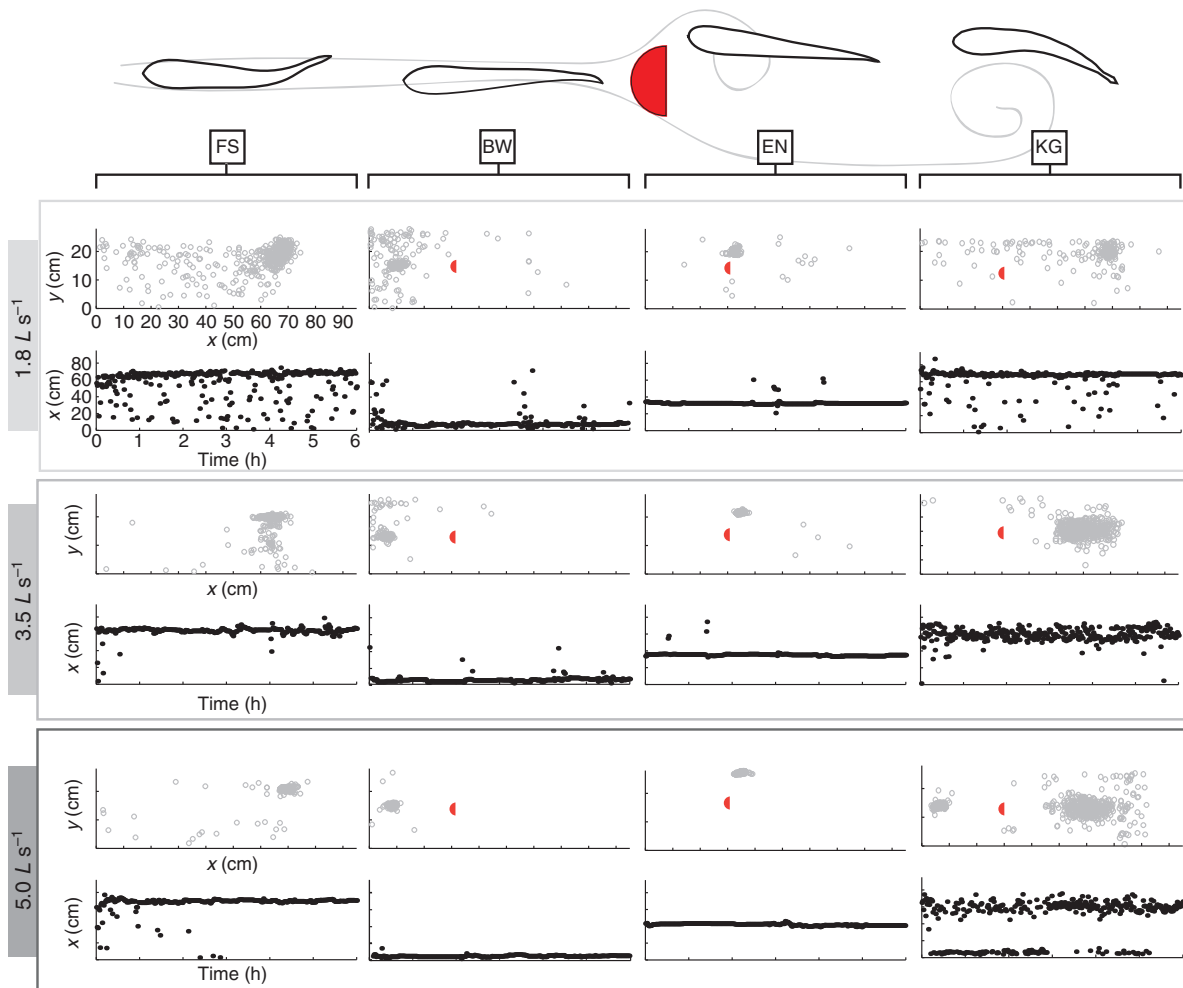 FS BW EN KG
1.8 L s⁻¹
y (cm)
20
10
0
0 10 20 30 40 50 60 70 80 90
x (cm)
x (cm)
80
60
40
20
0
0 1 2 3 4 5 6
Time (h)
3.5 L s⁻¹
y (cm)
x (cm)
x (cm)
Time (h)
5.0 L s⁻¹
y (cm)
x (cm)
x (cm)
Time (h)